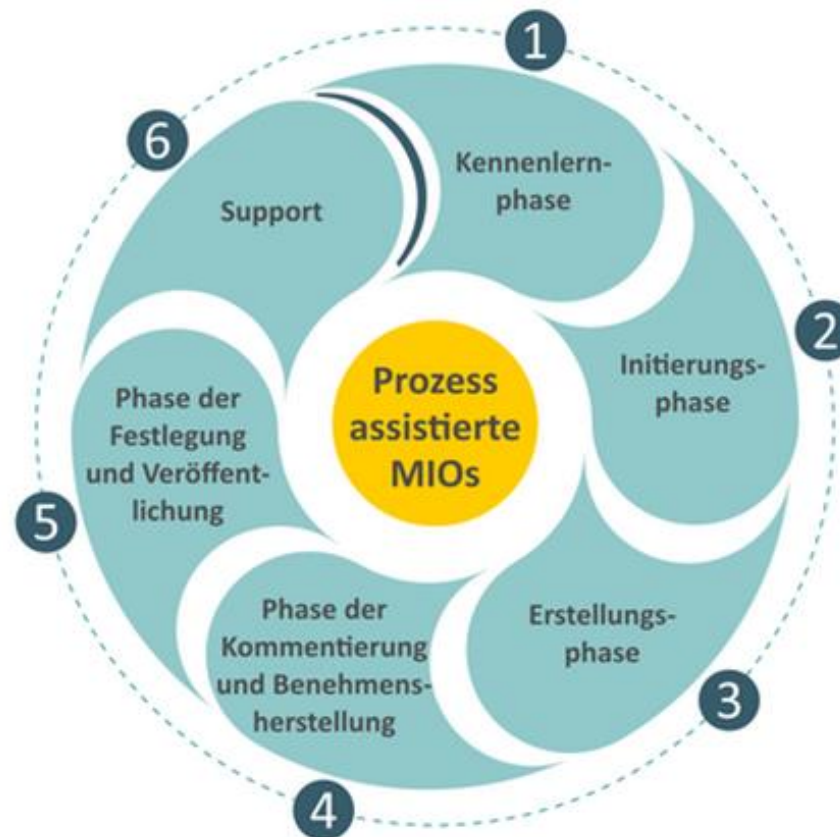 1
Kennenlern-
phase
2
Initiierungs-
phase
3
Erstellungs-
phase
4
Phase der
Kommentierung
und Benehmens-
herstellung
5
Phase der
Festlegung
und Veröffent-
lichung
6
Support
Prozess
assistierte
MIOs